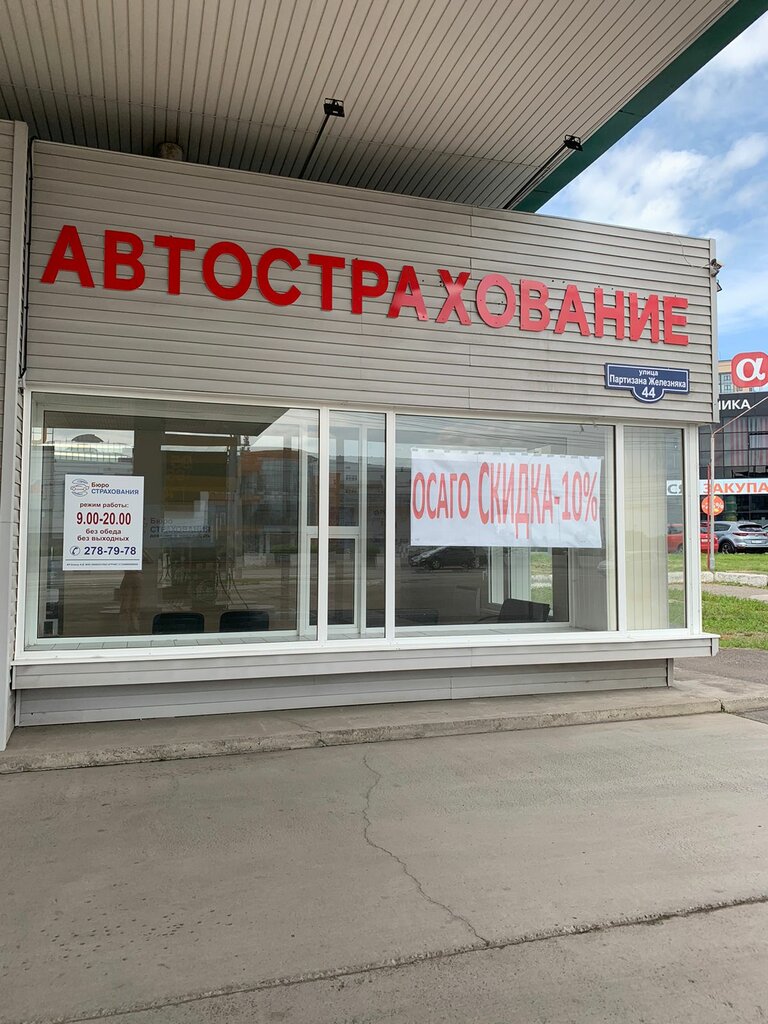 АВТОСТРАХОВАНИЕ
улица
Партизана Железняка
44
Бюро
СТРАХОВАНИЯ
режим работы:
9.00-20.00
без обеда
без выходных
278-79-78
ОСАГО СКИДКА-10%
α
ИКА
ЗАКУПА